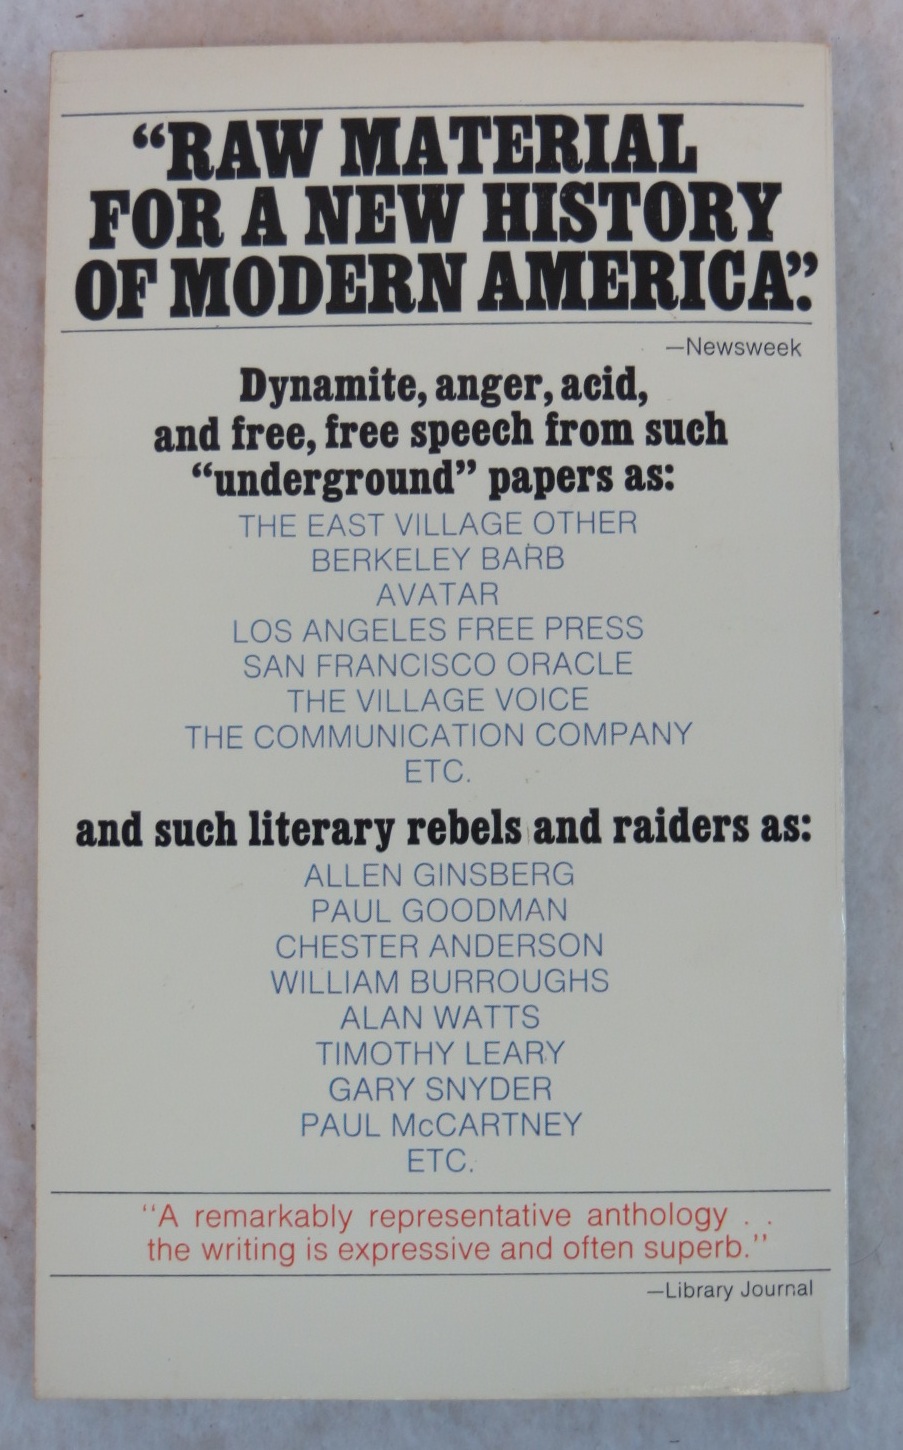 “RAW MATERIAL
FOR A NEW HISTORY
OF MODERN AMERICA”.
—Newsweek
Dynamite, anger, acid,
and free, free speech from such
“underground” papers as:
THE EAST VILLAGE OTHER
BERKELEY BARB
AVATAR
LOS ANGELES FREE PRESS
SAN FRANCISCO ORACLE
THE VILLAGE VOICE
THE COMMUNICATION COMPANY
ETC.
and such literary rebels and raiders as:
ALLEN GINSBERG
PAUL GOODMAN
CHESTER ANDERSON
WILLIAM BURROUGHS
ALAN WATTS
TIMOTHY LEARY
GARY SNYDER
PAUL McCARTNEY
ETC.
“A remarkably representative anthology . .
the writing is expressive and often superb.”
—Library Journal